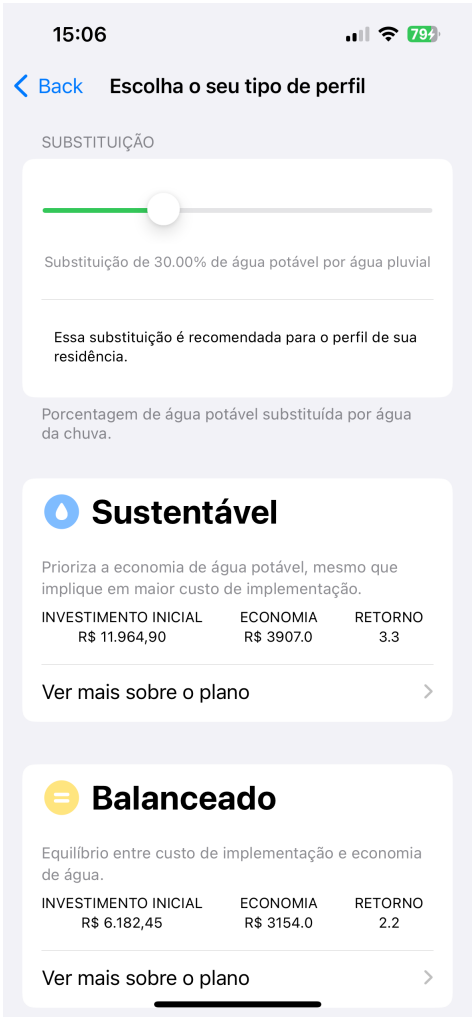 15:06
79
Back
Escolha o seu tipo de perfil
SUBSTITUIÇÃO
Substituição de 30.00% de água potável por água pluvial
Essa substituição é recomendada para o perfil de sua
residência.
Porcentagem de água potável substituída por água
da chuva.
Sustentável
Prioriza a economia de água potável, mesmo que
implique em maior custo de implementação.
INVESTIMENTO INICIAL ECONOMIA RETORNO
R$ 11.964,90 R$ 3907.0 3.3
Ver mais sobre o plano
Balanceado
Equilíbrio entre custo de implementação e economia
de água.
INVESTIMENTO INICIAL ECONOMIA RETORNO
R$ 6.182,45 R$ 3154.0 2.2
Ver mais sobre o plano